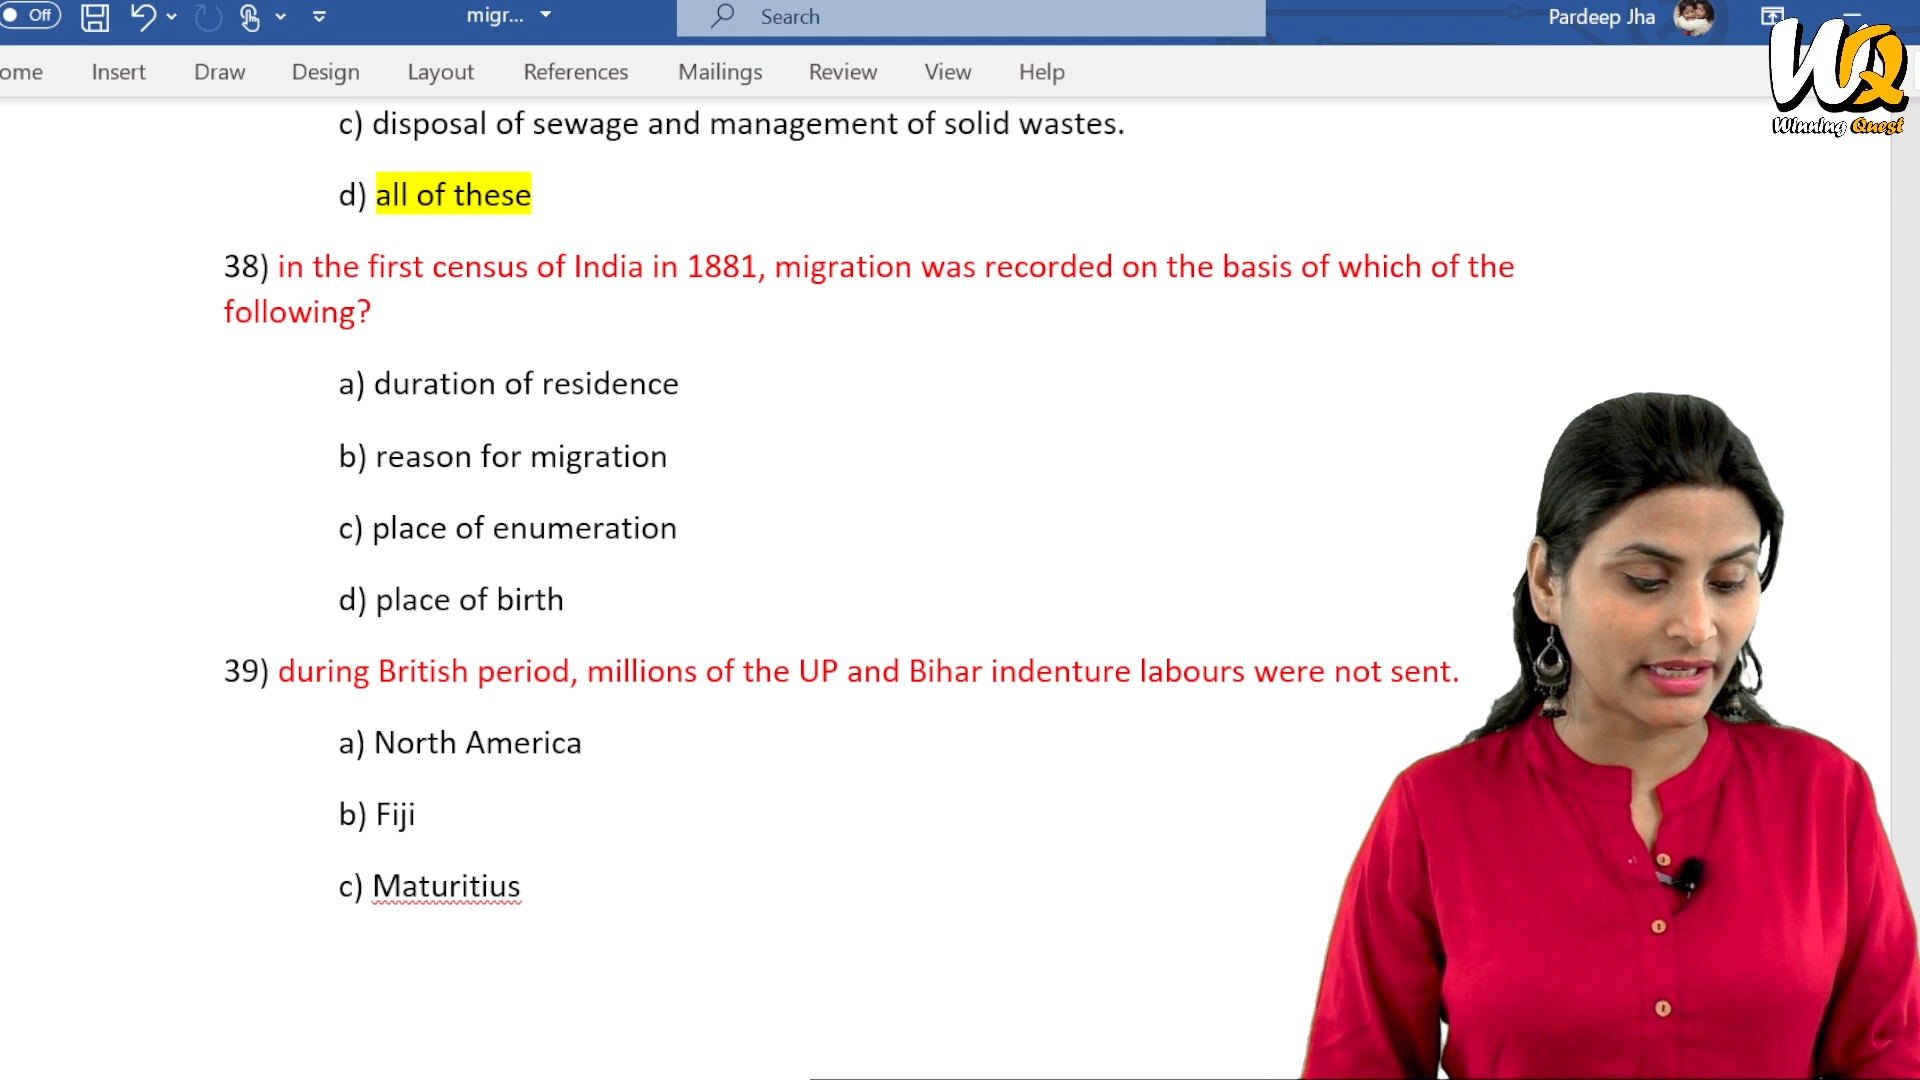 Off
migr...
Search
Pardeep Jha
ome Insert Draw Design Layout References Mailings Review View Help
WQ
Winning Quest
c) disposal of sewage and management of solid wastes.
d) all of these
38) in the first census of India in 1881, migration was recorded on the basis of which of the
following?
a) duration of residence
b) reason for migration
c) place of enumeration
d) place of birth
39) during British period, millions of the UP and Bihar indenture labours were not sent.
a) North America
b) Fiji
c) Maturitius